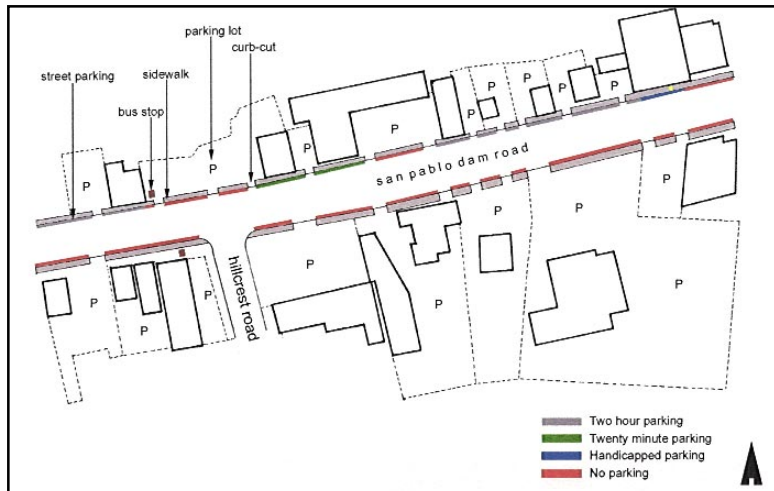 parking lot
curb-cut
sidewalk
street parking
bus stop
P
P
P
P
P
P
P
P
P
P
san pablo dam road
P
P
P
P
P
P
P
P
hillcrest road
Two hour parking
Twenty minute parking
Handicapped parking
No parking